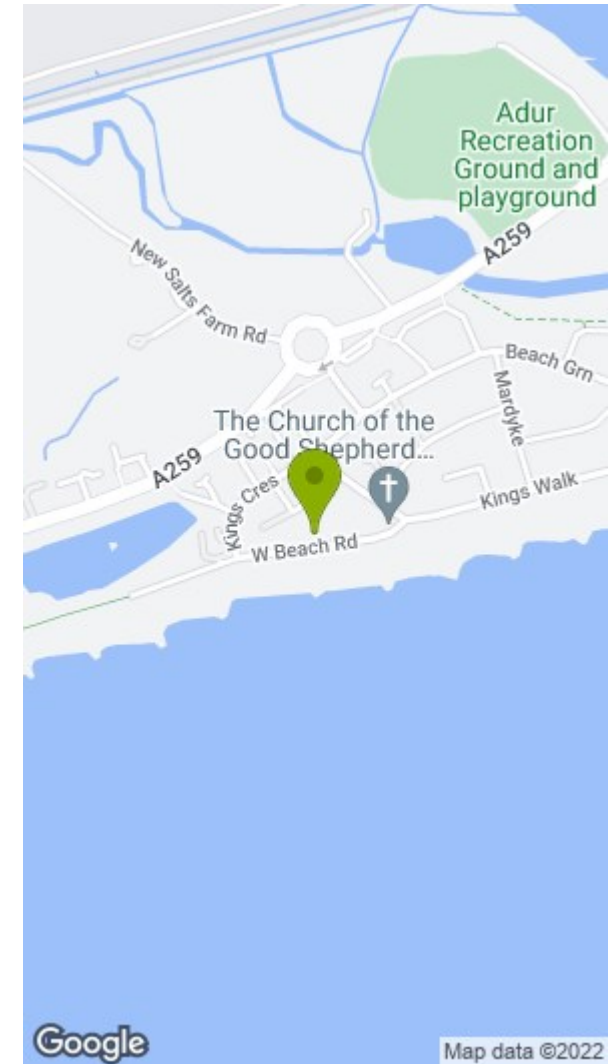 Adur
Recreation
Ground and
playground
A259
New Salts Farm Rd
Beach Grn
Mardyke
The Church of the
Good Shepherd...
A259
Kings Cres
Kings Walk
W Beach Rd
Google
Map data ©2022